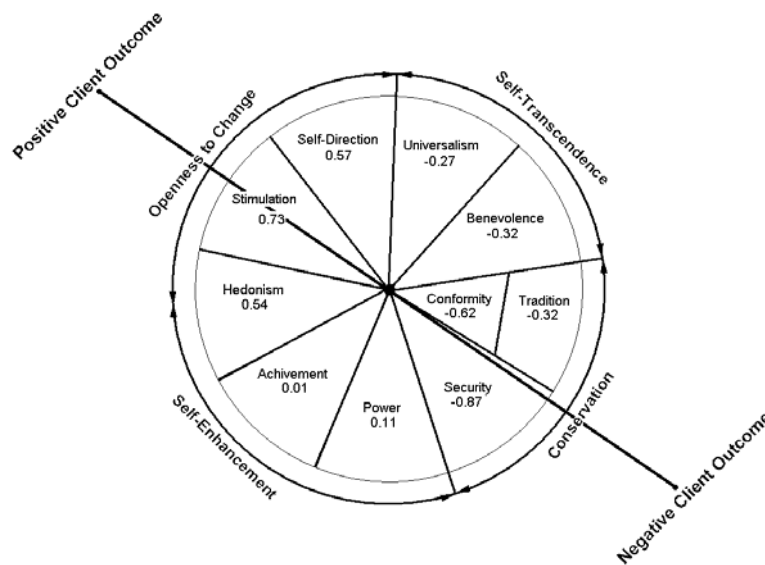 Positive Client Outcome
Openness to Change
Self-Transcendence
Self-Direction
0.57
Universalism
-0.27
Stimulation
0.73
Benevolence
-0.32
Hedonism
0.54
Conformity
-0.62
Tradition
-0.32
Achivement
0.01
Power
0.11
Security
-0.87
Self-Enhancement
Conservation
Negative Client Outcome